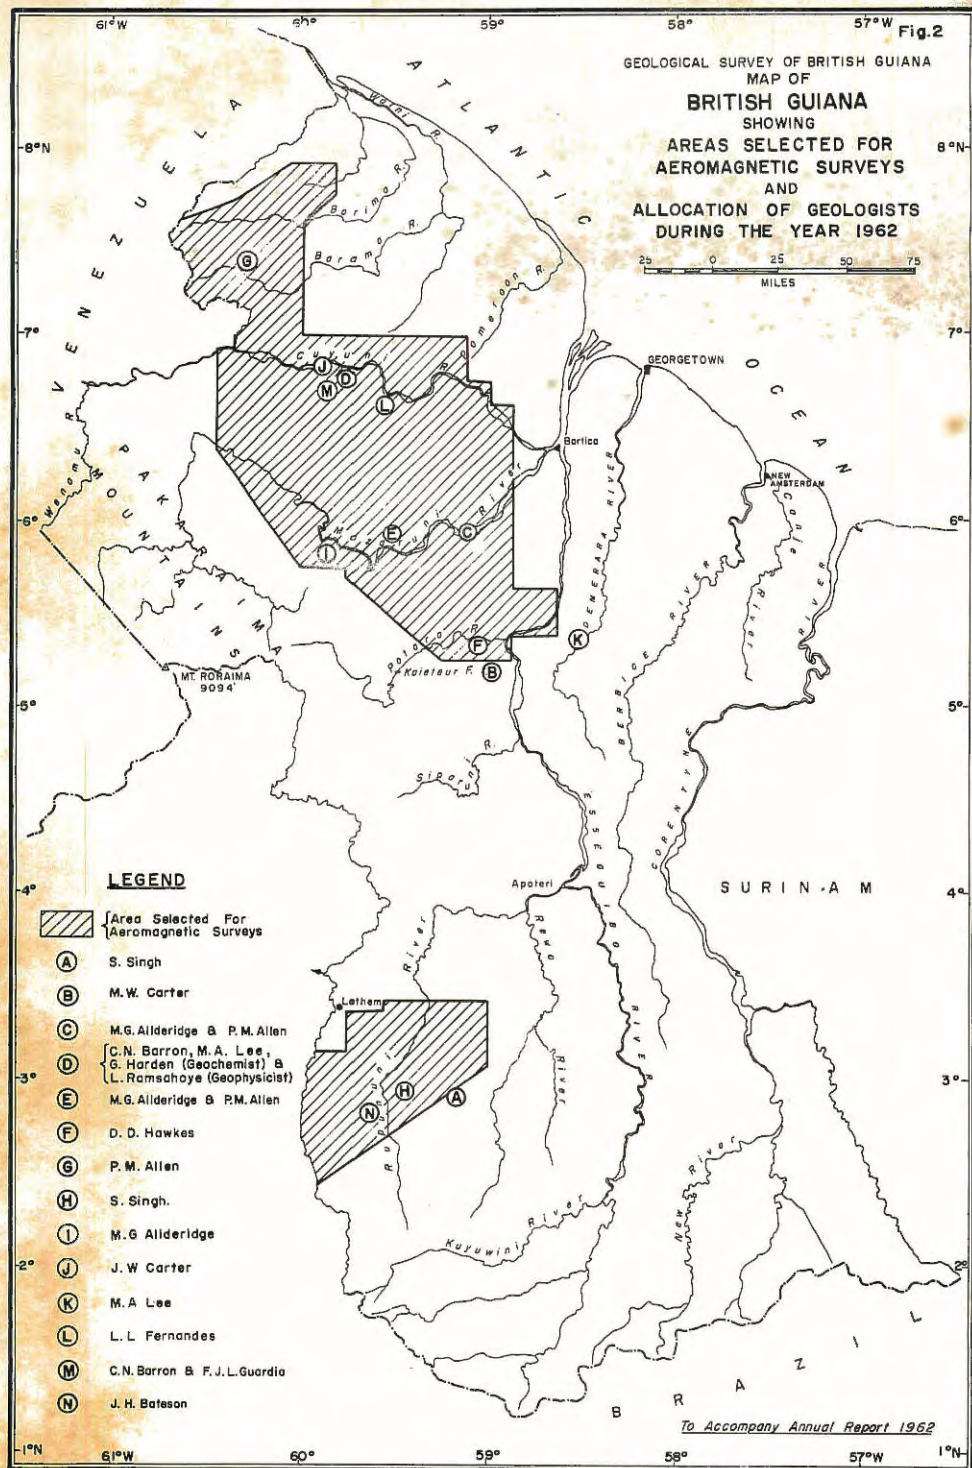 61°W
60°
59°
58°
57°W
Fig.2
GEOLOGICAL SURVEY OF BRITISH GUIANA
MAP OF
BRITISH GUIANA
SHOWING
AREAS SELECTED FOR
AEROMAGNETIC SURVEYS
AND
ALLOCATION OF GEOLOGISTS
DURING THE YEAR 1962
25 0 25 50 75
MILES
ATLANTIC
OCEAN
VENEZUELA
8°N
8°N
Waini R.
Barima R.
Barama R.
Pomeroon R.
G
7°
7°
Cuyuni R.
J
D
M
L
GEORGETOWN
Bartica
NEW
AMSTERDAM
Wenamu R
PAKARAIMA
MOUNTAINS
6°
6°
Mazaruni River
E
C
I
DEMERARA RIVER
Canje River
BERBICE RIVER
CORENTYNE RIVER
K
Potaro R.
F
Kaieteur F.
B
MT. RORAIMA
9094'
5°
5°
Siparuni R.
ESSEQUIBO RIVER
4°
4°
Apoteri
SURINAM
Rewa River
Lethem
Rupununi River
3°
3°
H
A
N
Kuyuwini River
New River
2°
2°
BRAZIL
LEGEND
Area Selected For
Aeromagnetic Surveys
A S. Singh
B M.W. Carter
C M.G. Allderidge & P.M. Allen
D C.N. Barron, M.A. Lee,
G. Harden (Geochemist) &
L. Ramsahoye (Geophysicist)
E M.G. Allderidge & P.M. Allen
F D. D. Hawkes
G P. M. Allen
H S. Singh.
I M.G Allderidge
J J. W Carter
K M. A Lee
L L. L Fernandes
M C.N. Barron & F. J. L. Guardia
N J. H. Bateson
To Accompany Annual Report 1962
1°N
1°N
61°W
60°
59°
58°
57°W